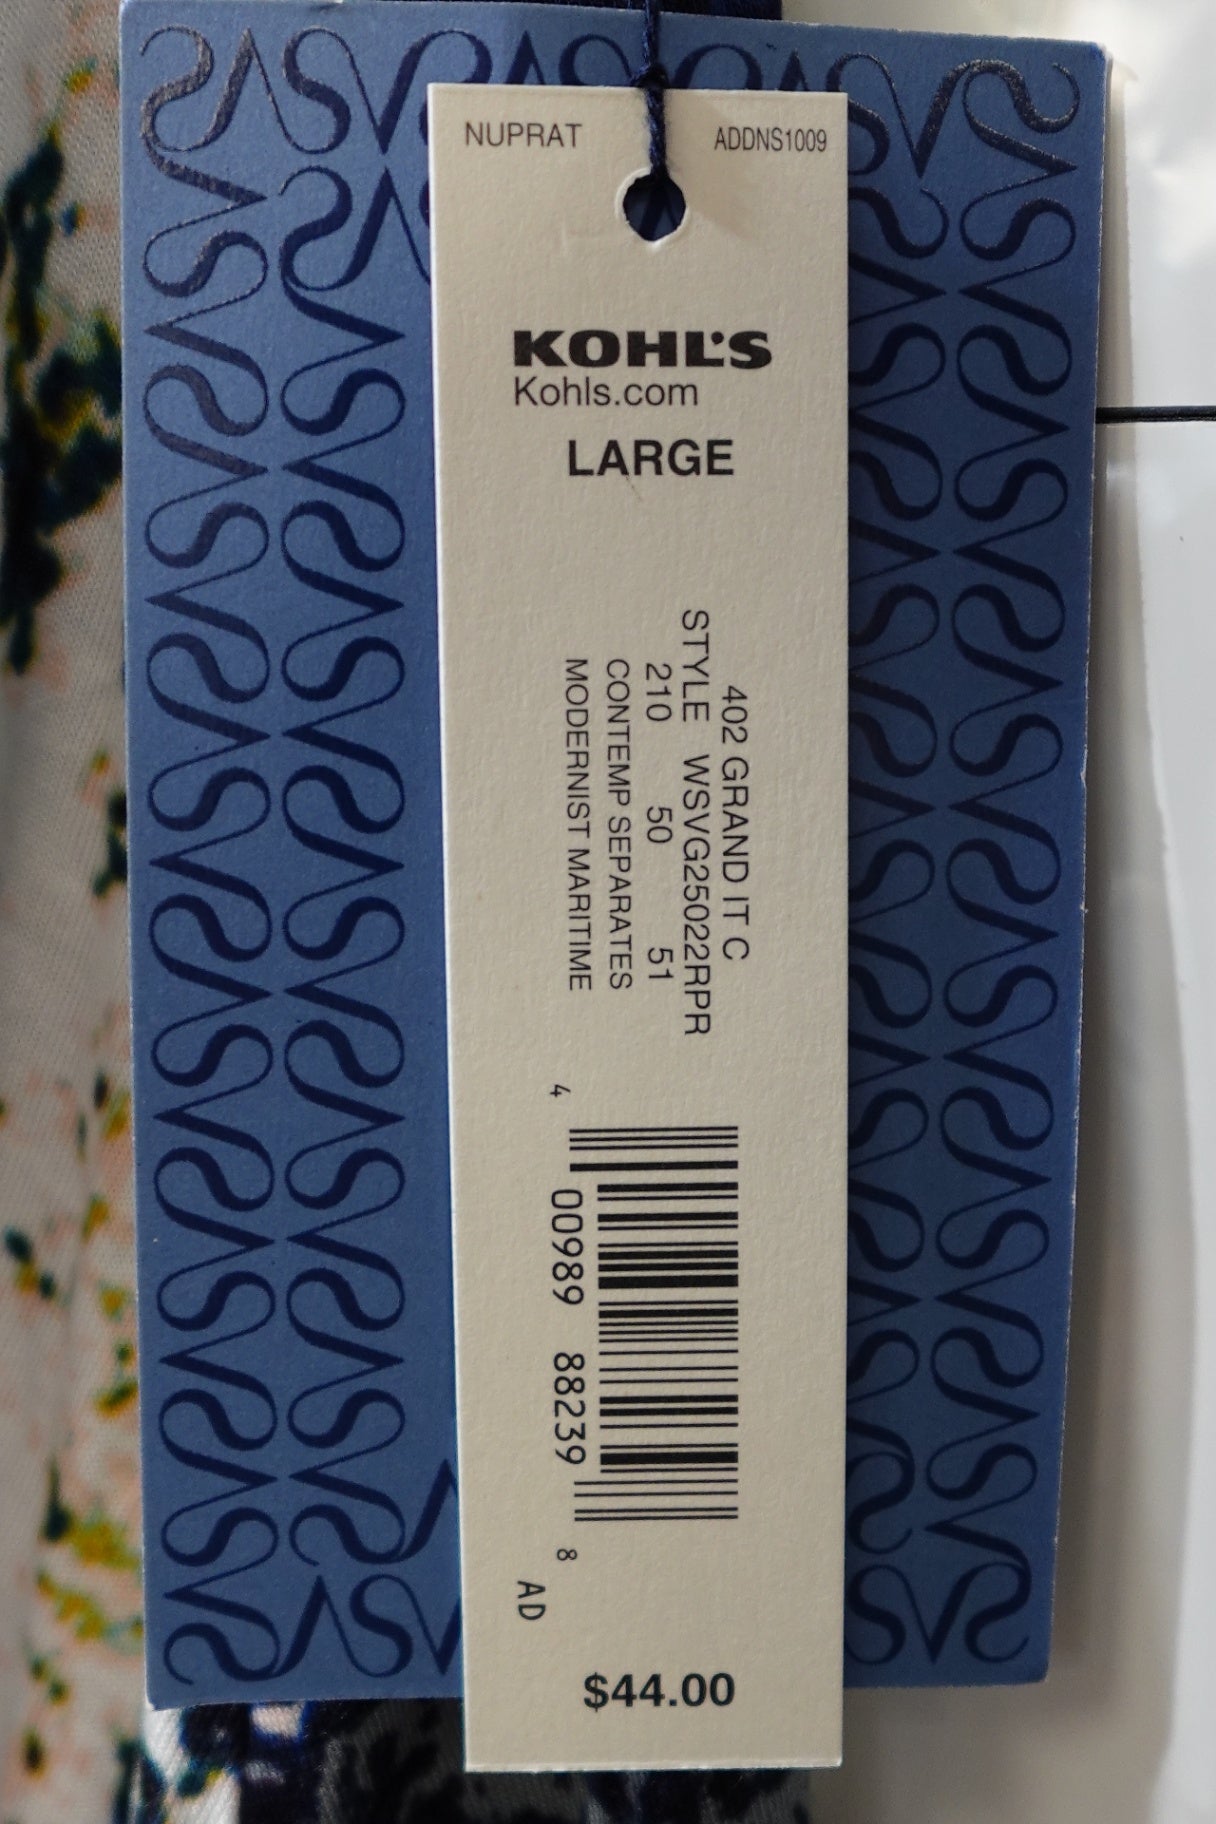 NUPRAT ADDNS1009
KOHL'S
Kohls.com
LARGE
402 GRAND IT C
STYLE WSVG25022RPR
210 50 51
CONTEMP SEPARATES
MODERNIST MARITIME
4 00989 88239 8
AD
$44.00